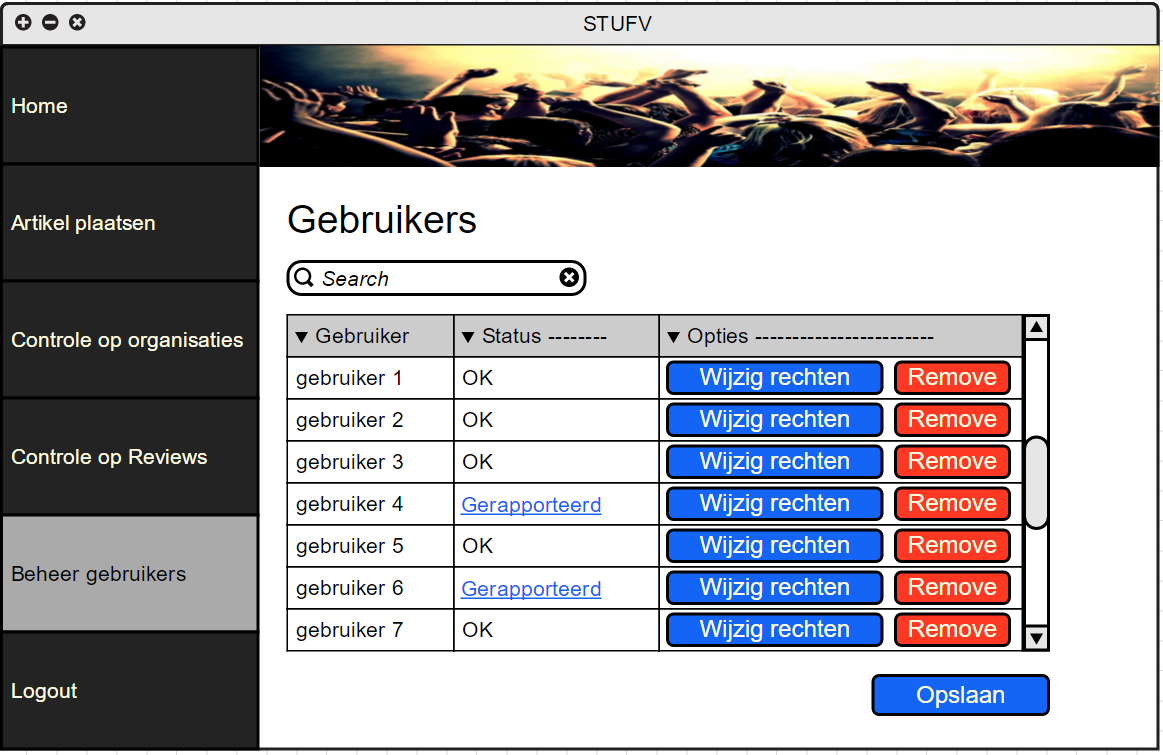 STUFV
Home
Artikel plaatsen
Controle op organisaties
Controle op Reviews
Beheer gebruikers
Logout
Gebruikers
Search
Gebruiker Status -------- Opties ------------------------
gebruiker 1 OK Wijzig rechten Remove
gebruiker 2 OK Wijzig rechten Remove
gebruiker 3 OK Wijzig rechten Remove
gebruiker 4 Gerapporteerd Wijzig rechten Remove
gebruiker 5 OK Wijzig rechten Remove
gebruiker 6 Gerapporteerd Wijzig rechten Remove
gebruiker 7 OK Wijzig rechten Remove
Opslaan